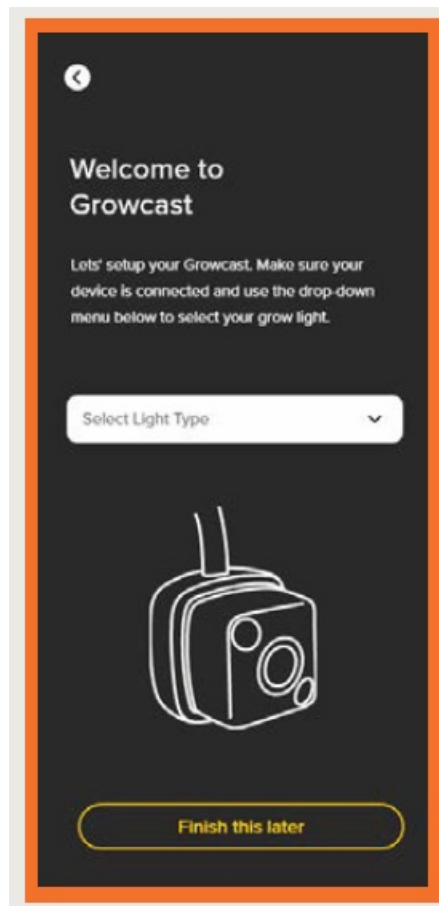 Welcome to
Growcast
Lets' setup your Growcast. Make sure your
device is connected and use the drop-down
menu below to select your grow light.
Select Light Type
Finish this later